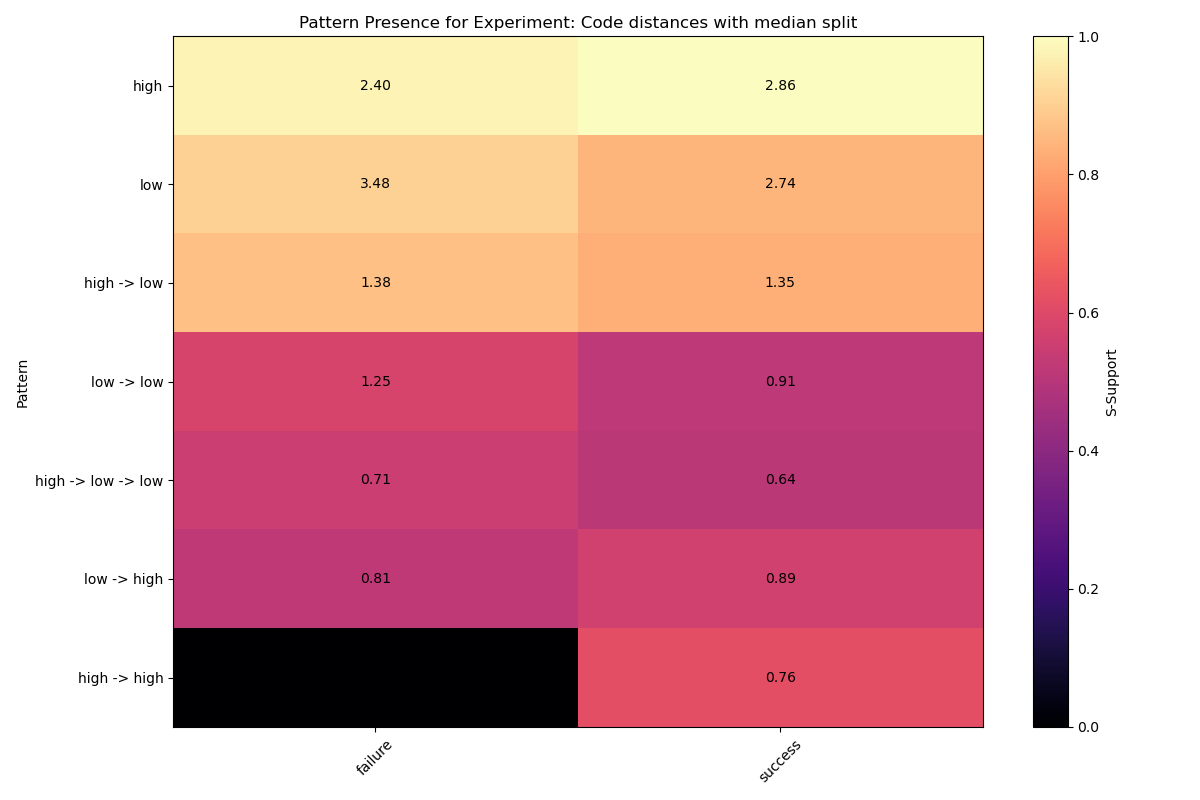 Pattern Presence for Experiment: Code distances with median split
high
2.40
2.86
low
3.48
2.74
high -> low
1.38
1.35
low -> low
1.25
0.91
high -> low -> low
0.71
0.64
low -> high
0.81
0.89
high -> high
0.76
failure
success
Pattern
1.0
0.8
0.6
0.4
0.2
0.0
S-Support